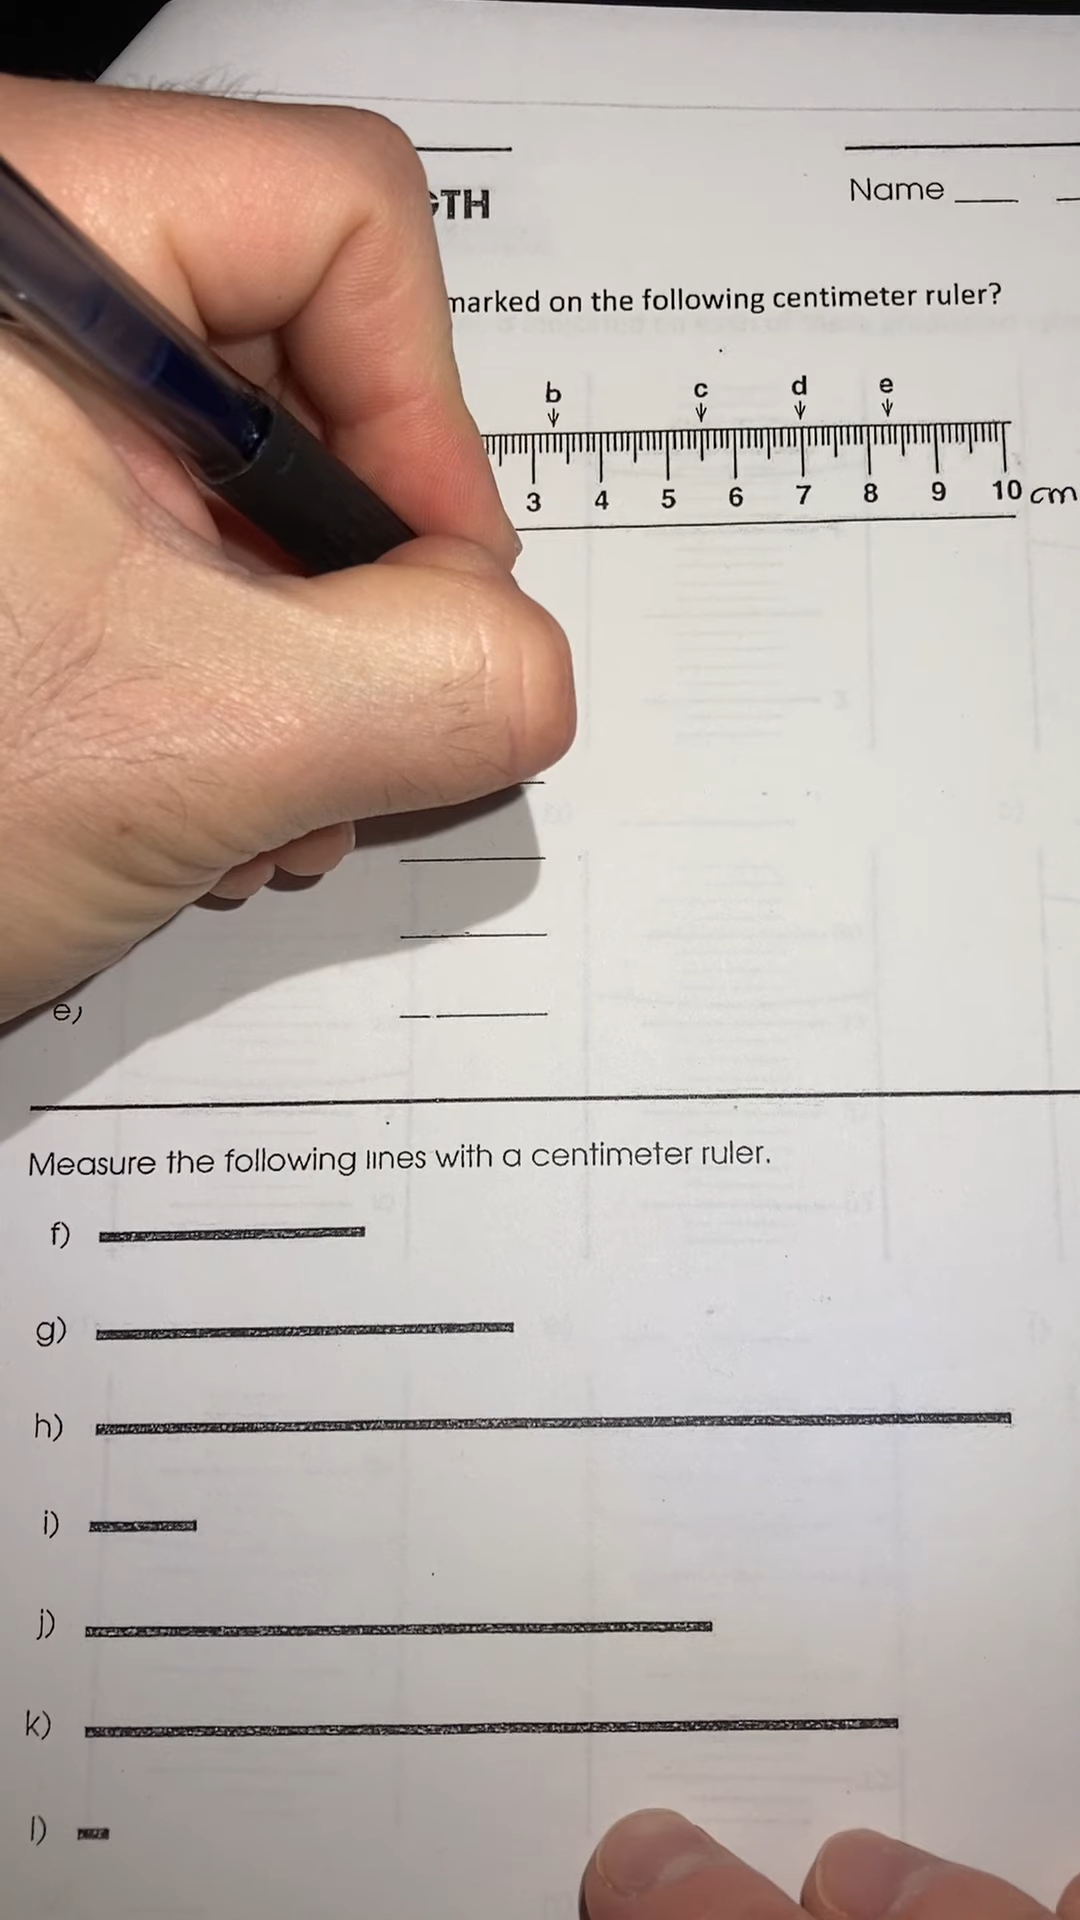 Name
marked on the following centimeter ruler?
b c d e
3 4 5 6 7 8 9 10 cm
e)
Measure the following lines with a centimeter ruler.
f)
g)
h)
i)
j)
k)
l)